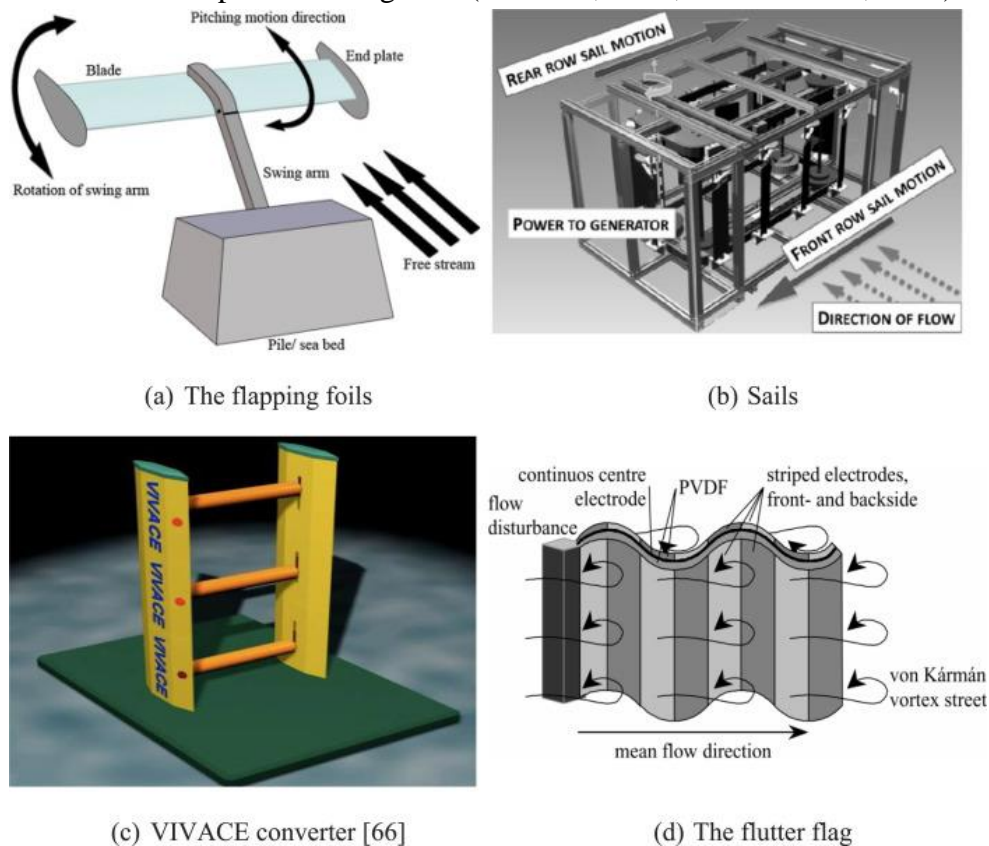 Pitching motion direction
End plate
Blade
Rotation of swing arm
Swing arm
Free stream
Pile/ sea bed
(a) The flapping foils
REAR ROW SAIL MOTION
POWER TO GENERATOR
FRONT ROW SAIL MOTION
DIRECTION OF FLOW
(b) Sails
VIVACE VIVACE VIVACE
(c) VIVACE converter [66]
continuos centre
electrode
PVDF
striped electrodes,
front- and backside
flow
disturbance
von Kármán
vortex street
mean flow direction
(d) The flutter flag